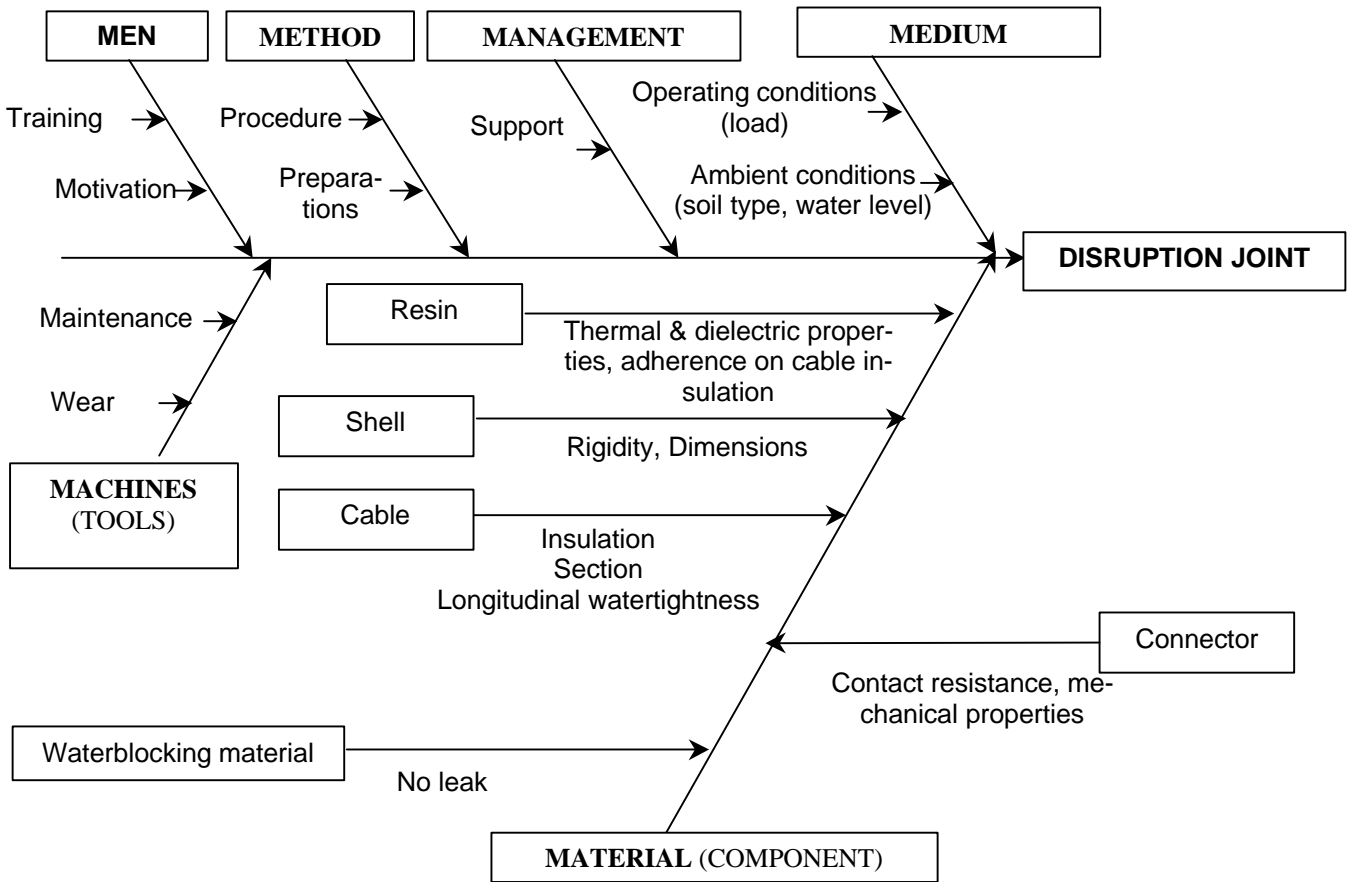 MEN
METHOD
MANAGEMENT
MEDIUM
Training
Motivation
Procedure
Prepara-
tions
Support
Operating conditions
(load)
Ambient conditions
(soil type, water level)
DISRUPTION JOINT
Maintenance
Wear
MACHINES
(TOOLS)
Resin
Thermal & dielectric proper-
ties, adherence on cable in-
sulation
Shell
Rigidity, Dimensions
Cable
Insulation
Section
Longitudinal watertightness
Connector
Contact resistance, me-
chanical properties
Waterblocking material
No leak
MATERIAL (COMPONENT)